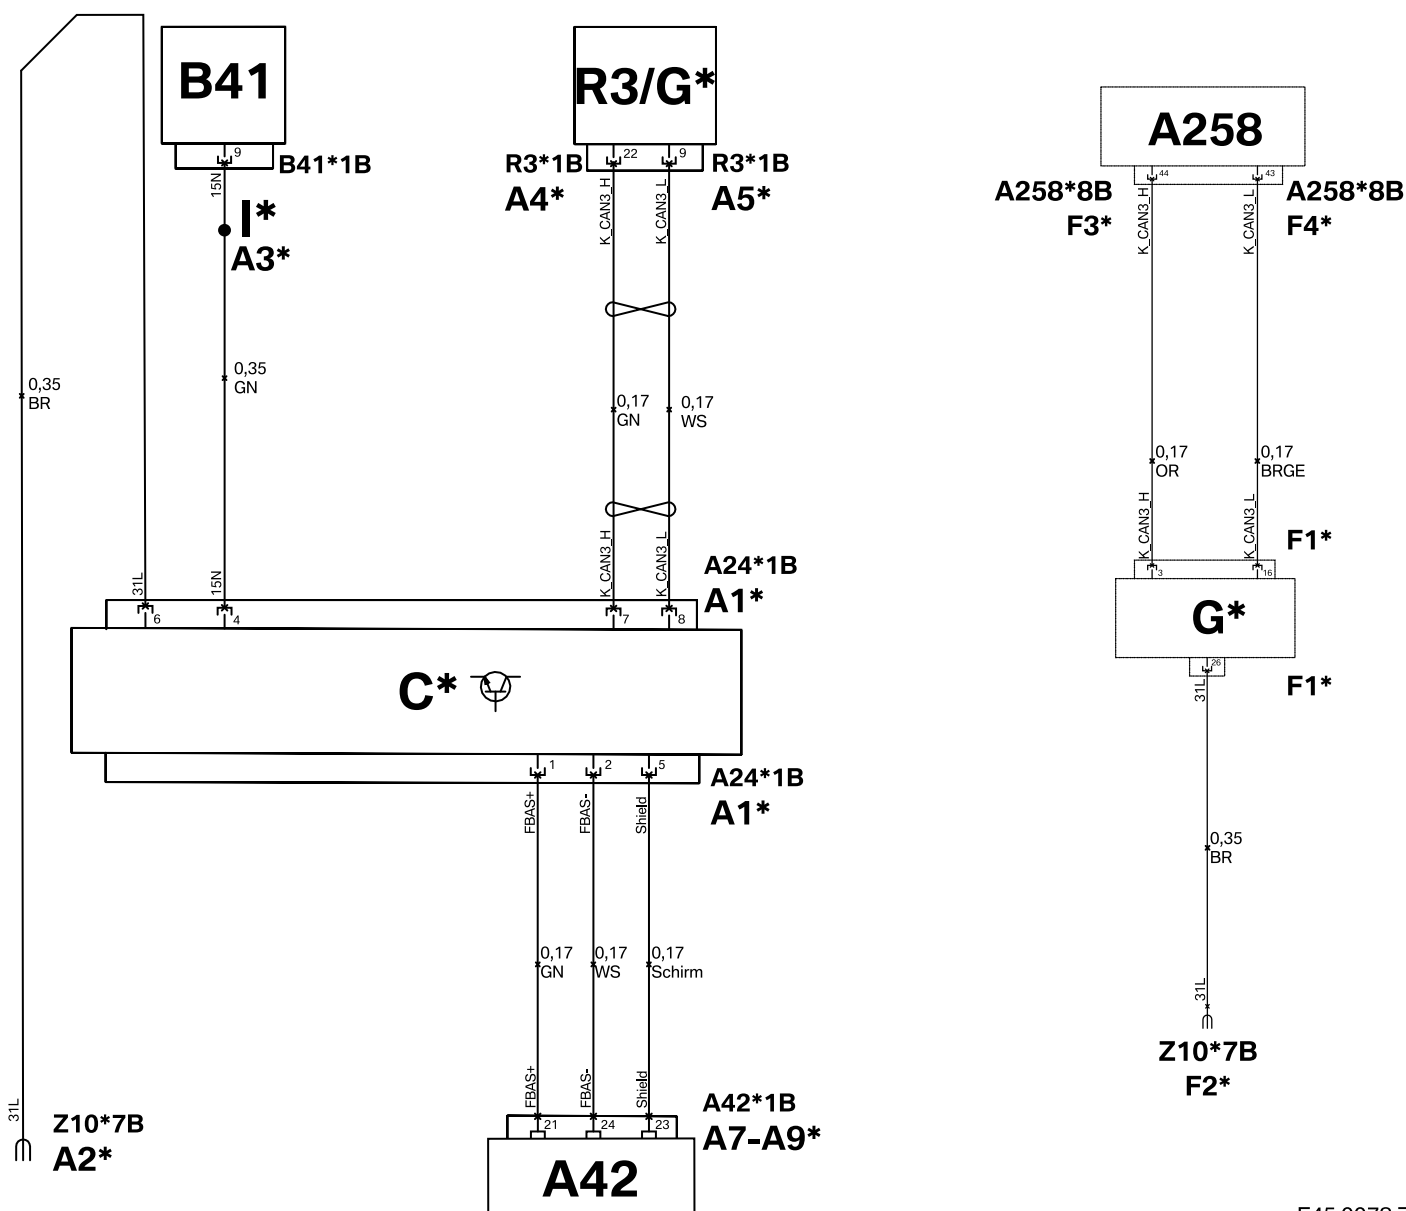 B41
9
B41*1B
15N
I*
A3*
0,35
GN
15N
4
0,35
BR
31L
6
31L
Z10*7B
A2*
R3/G*
22
9
R3*1B
A4*
R3*1B
A5*
K_CAN3_H
K_CAN3_L
0,17
GN
0,17
WS
K_CAN3_H
K_CAN3_L
7
8
A24*1B
A1*
C*
1
2
5
A24*1B
A1*
FBAS+
FBAS-
Shield
0,17
GN
0,17
WS
0,17
Schirm
FBAS+
FBAS-
Shield
21
24
23
A42*1B
A7-A9*
A42
A258
44
43
A258*8B
F3*
A258*8B
F4*
K_CAN3_H
K_CAN3_L
0,17
OR
0,17
BRGE
K_CAN3_H
K_CAN3_L
F1*
3
16
G*
26
F1*
31L
0,35
BR
31L
Z10*7B
F2*